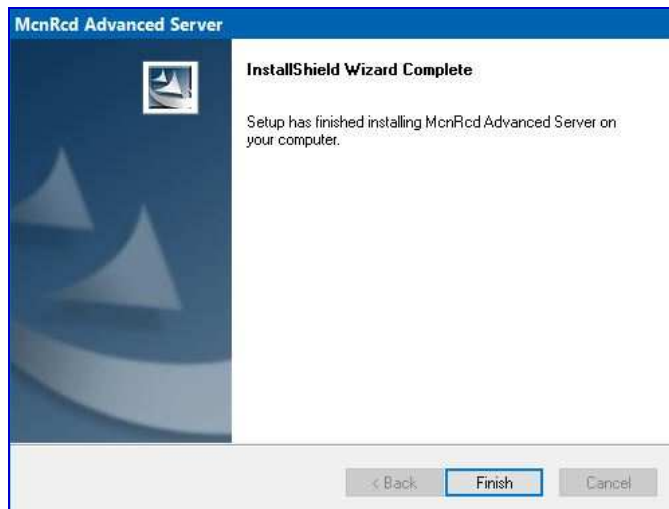 McnRcd Advanced Server
InstallShield Wizard Complete
Setup has finished installing McnRcd Advanced Server on
your computer.
< Back
Finish
Cancel